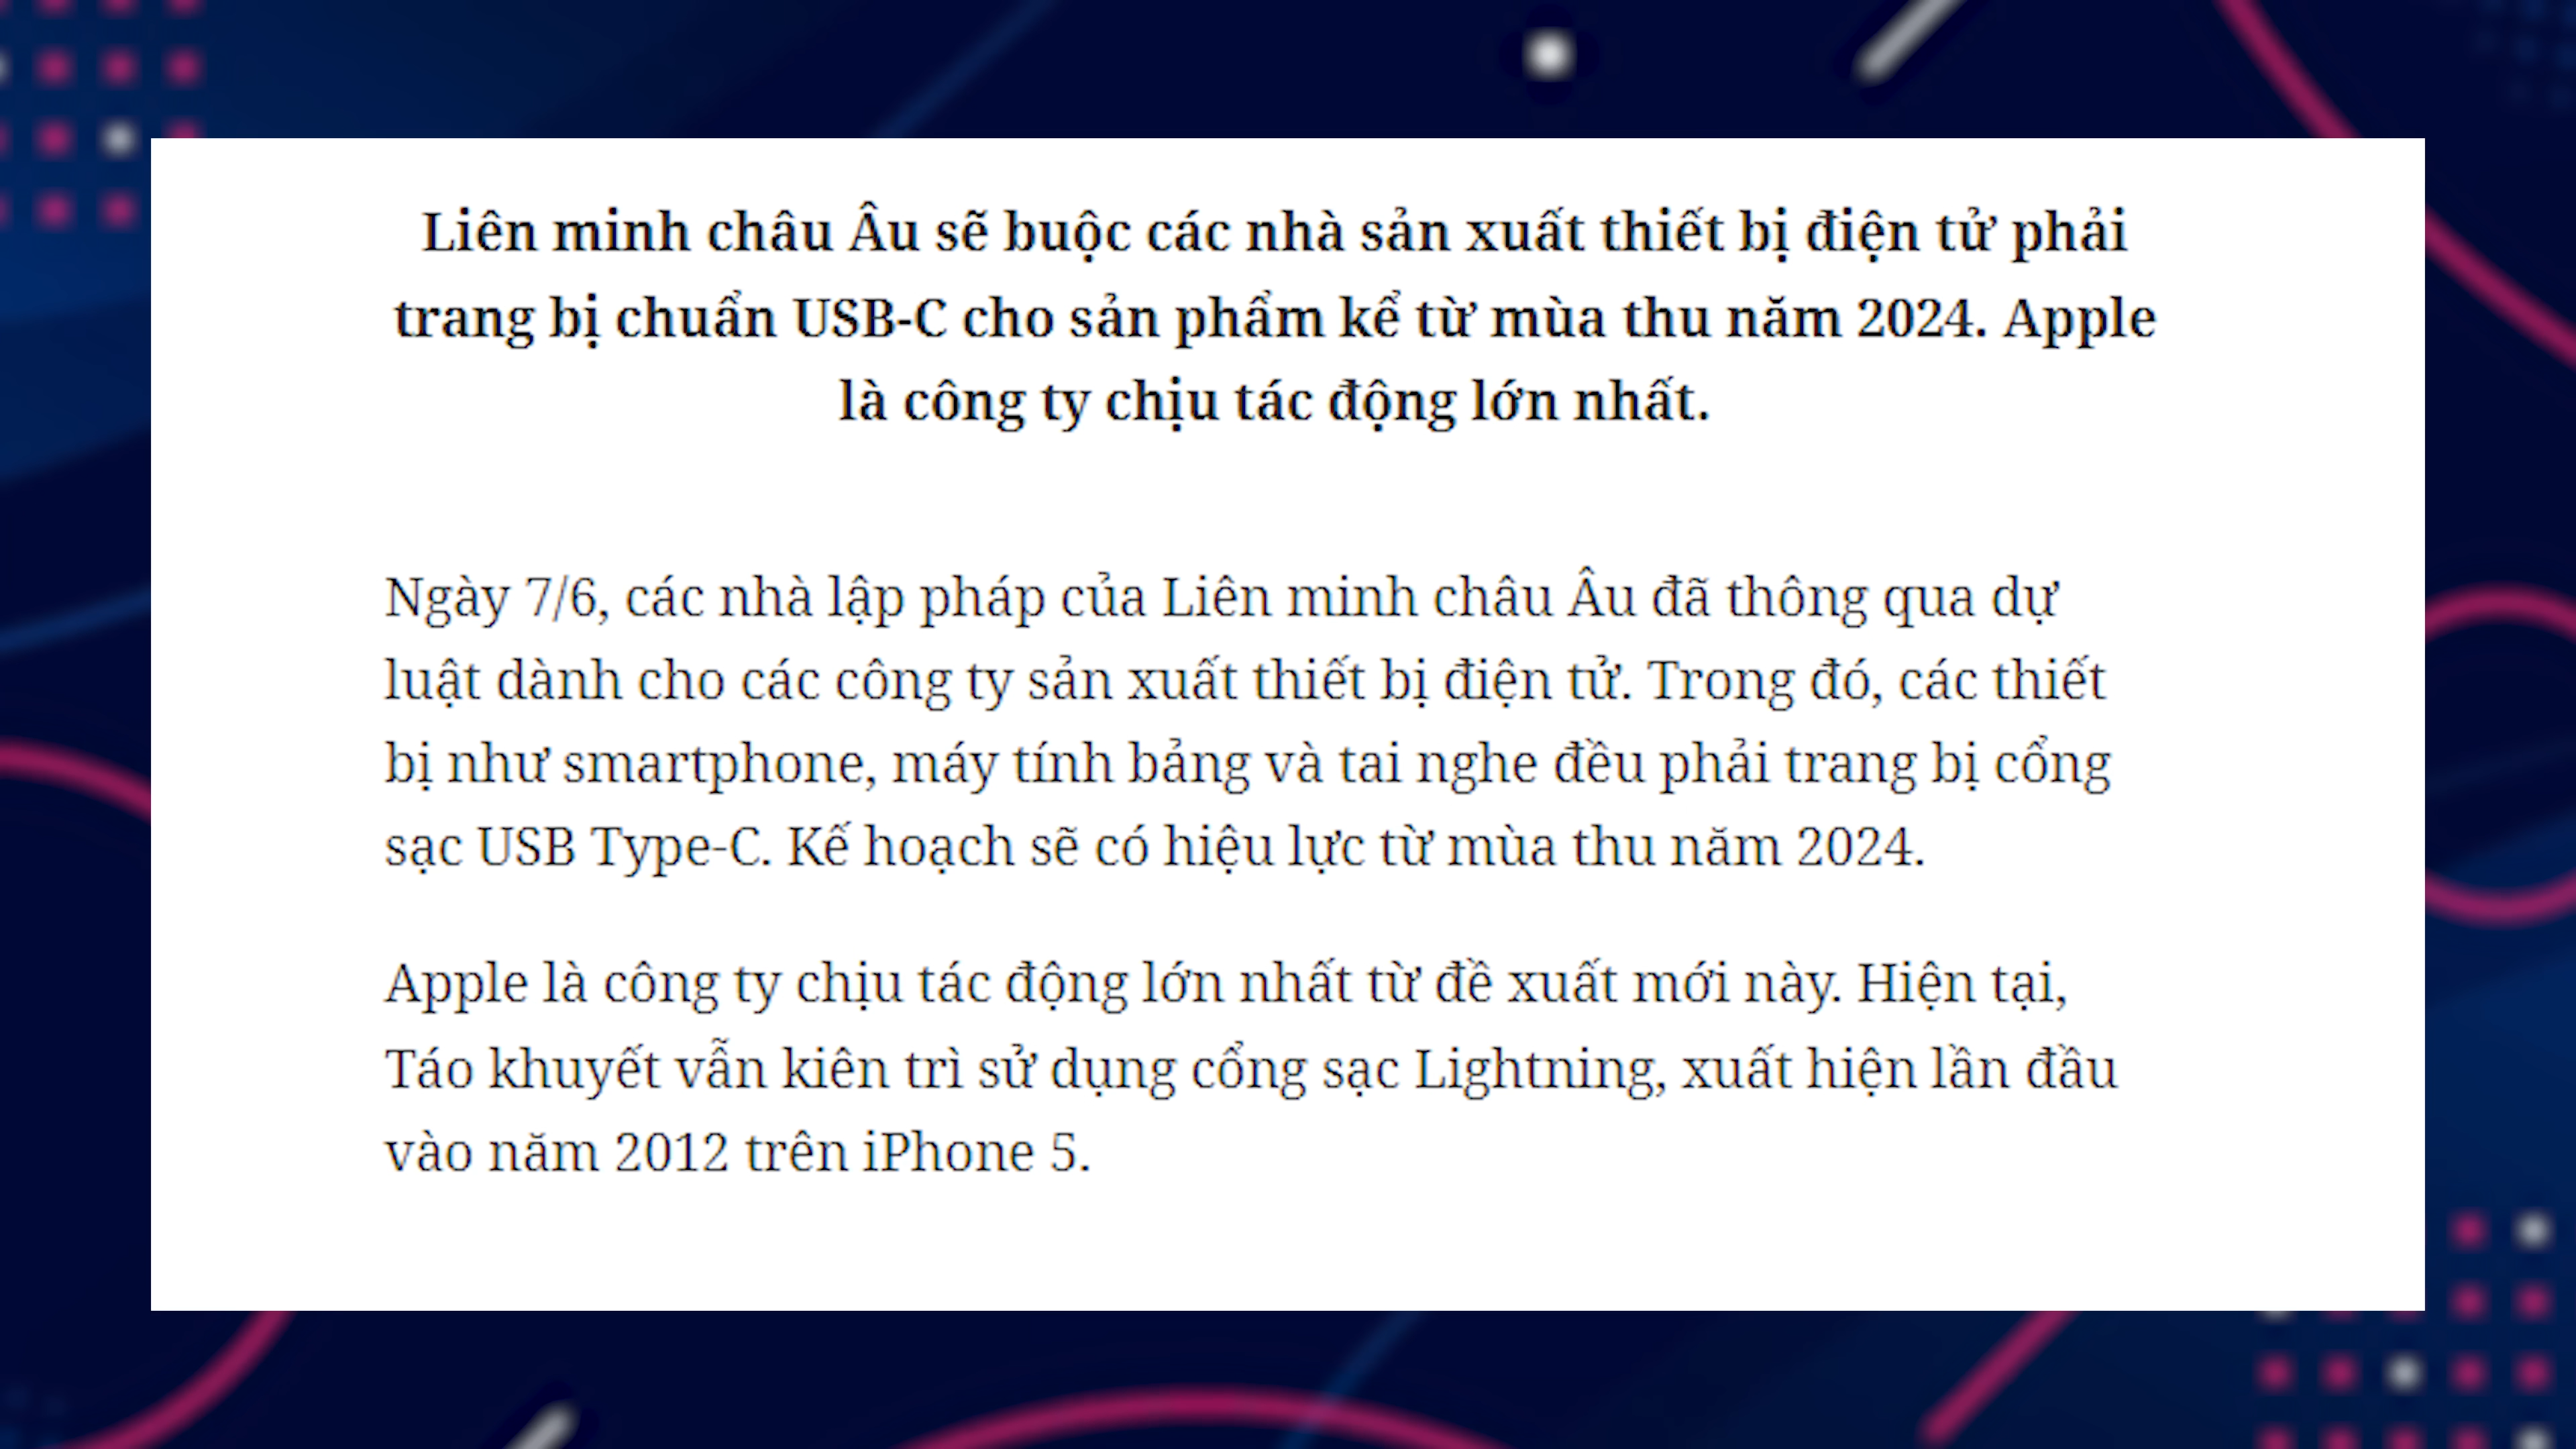 Liên minh châu Âu sẽ buộc các nhà sản xuất thiết bị điện tử phải
trang bị chuẩn USB-C cho sản phẩm kể từ mùa thu năm 2024. Apple
là công ty chịu tác động lớn nhất.
Ngày 7/6, các nhà lập pháp của Liên minh châu Âu đã thông qua dự
luật dành cho các công ty sản xuất thiết bị điện tử. Trong đó, các thiết
bị như smartphone, máy tính bảng và tai nghe đều phải trang bị cổng
sạc USB Type-C. Kế hoạch sẽ có hiệu lực từ mùa thu năm 2024.
Apple là công ty chịu tác động lớn nhất từ đề xuất mới này. Hiện tại,
Táo khuyết vẫn kiên trì sử dụng cổng sạc Lightning, xuất hiện lần đầu
vào năm 2012 trên iPhone 5.